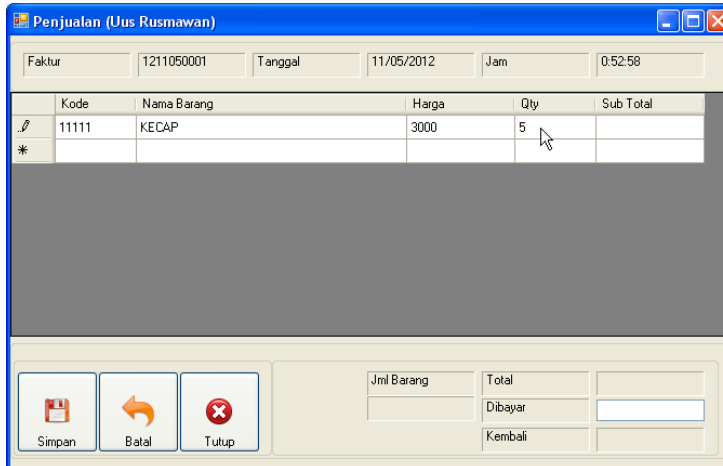 Penjualan (Uus Rusmawan)
Faktur 1211050001 Tanggal 11/05/2012 Jam 0:52:58
Kode Nama Barang Harga Qty Sub Total
11111 KECAP 3000 5
Jml Barang Total
Dibayar
Kembali
Simpan Batal Tutup